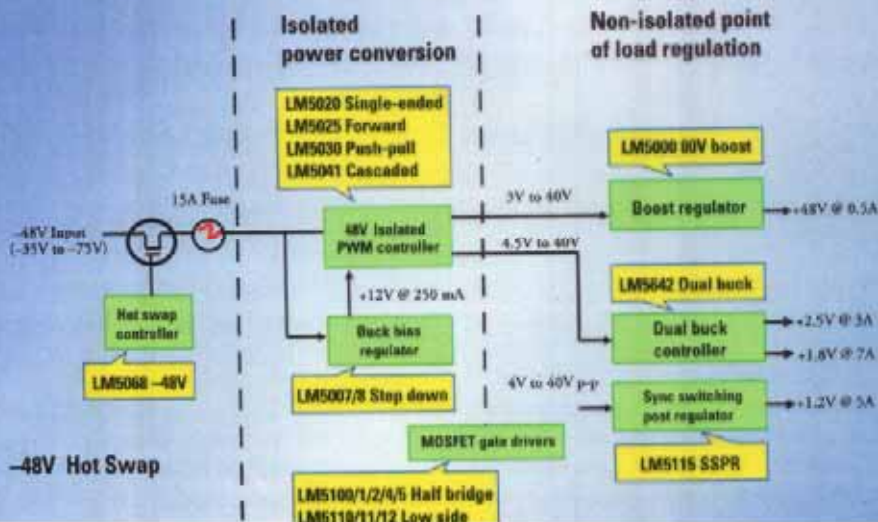 Isolated
power conversion
Non-isolated point
of load regulation
LM5020 Single-ended
LM5025 Forward
LM5030 Push-pull
LM5041 Cascaded
LM5000 80V boost
15A Fuse
-48V Input
(-35V to -75V)
48V Isolated
PWM controller
3V to 40V
Boost regulator
+48V @ 0.5A
4.5V to 40V
+12V @ 250 mA
LM5642 Dual buck
Hot swap
controller
Buck bias
regulator
Dual buck
controller
+2.5V @ 3A
+1.8V @ 7A
LM5068 –48V
LM5007/8 Step down
4V to 40V p-p
Sync switching
post regulator
+1.2V @ 5A
MOSFET gate drivers
LM5115 SSPR
–48V Hot Swap
LM5100/1/2/4/5 Half bridge
LM5110/11/12 Low side